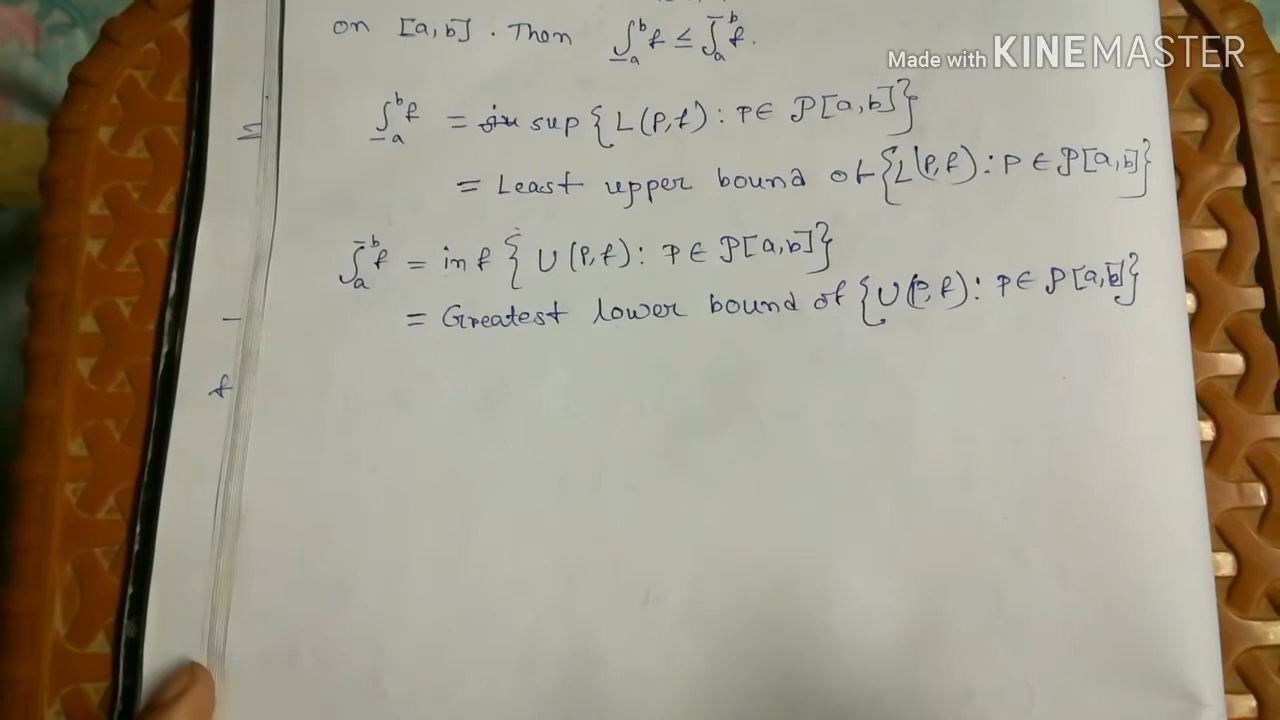 on [a,b]. Then ∫̲ₐᵇ f ≤ ∫̅ₐᵇ f.
Made with KINEMASTER
∫̲ₐᵇ f = sup { L(P,f) : P ∈ 𝒫[a,b] }
= Least upper bound of { L(P,f) : P ∈ 𝒫[a,b] }
∫̅ₐᵇ f = inf { U(P,f) : P ∈ 𝒫[a,b] }
= Greatest lower bound of { U(P,f) : P ∈ 𝒫[a,b] }